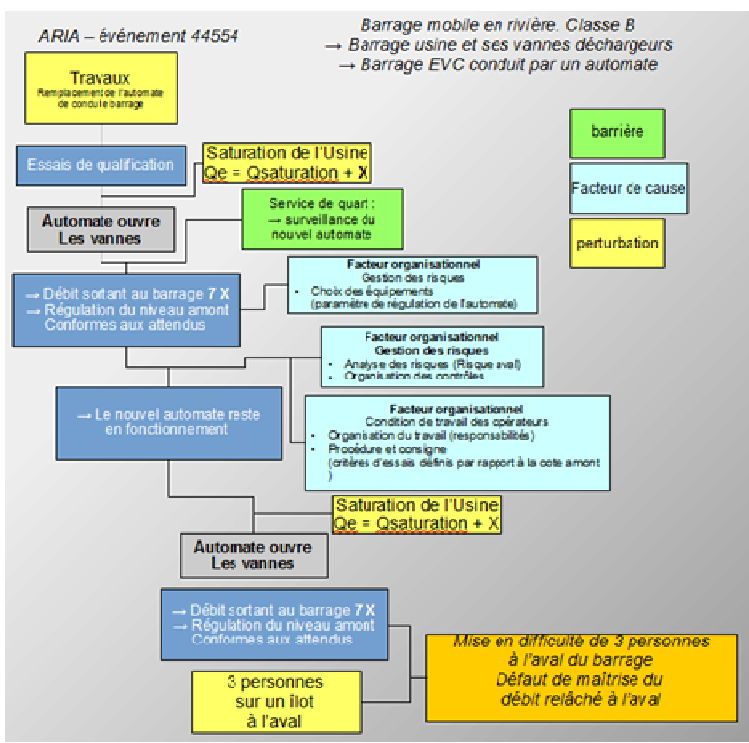 ARIA – événement 44554
Barrage mobile en rivière. Classe B
→ Barrage usine et ses vannes déchargeurs
→ Barrage EVC conduit par un automate
Travaux
Remplacement de l'automate
de condui e barrage
barrière
Facteur de cause
perturbation
Essais de qualification
Saturation de l'Usine
Qe = Qsaturation + X
Automate ouvre
Les vannes
Service de quart :
→ surveillance du
nouvel automate
→ Débit sortant au barrage 7 X
→ Régulation du niveau amont
Conformes aux attendus
Facteur organisationnel
Gestion des risques
• Choix des équipements
(paramètre de régulation de l'automate)
Facteur organisationnel
Gestion des risques
• Analyse des risques (Risque aval)
• Organisation des contrôles
→ Le nouvel automate reste
en fonctionnement
Facteur organisationnel
Condition de travail des opérateurs
• Organisation du travail (responsabilités)
• Procédure et consigne
(critères d'essais définis par rapport à la cote amont
)
Saturation de l'Usine
Qe = Qsaturation + X
Automate ouvre
Les vannes
→ Débit sortant au barrage 7 X
→ Régulation du niveau amont
Conformes aux attendus
3 personnes
sur un îlot
à l'aval
Mise en difficulté de 3 personnes
à l'aval du barrage
Défaut de maîtrise du
débit relâché à l'aval